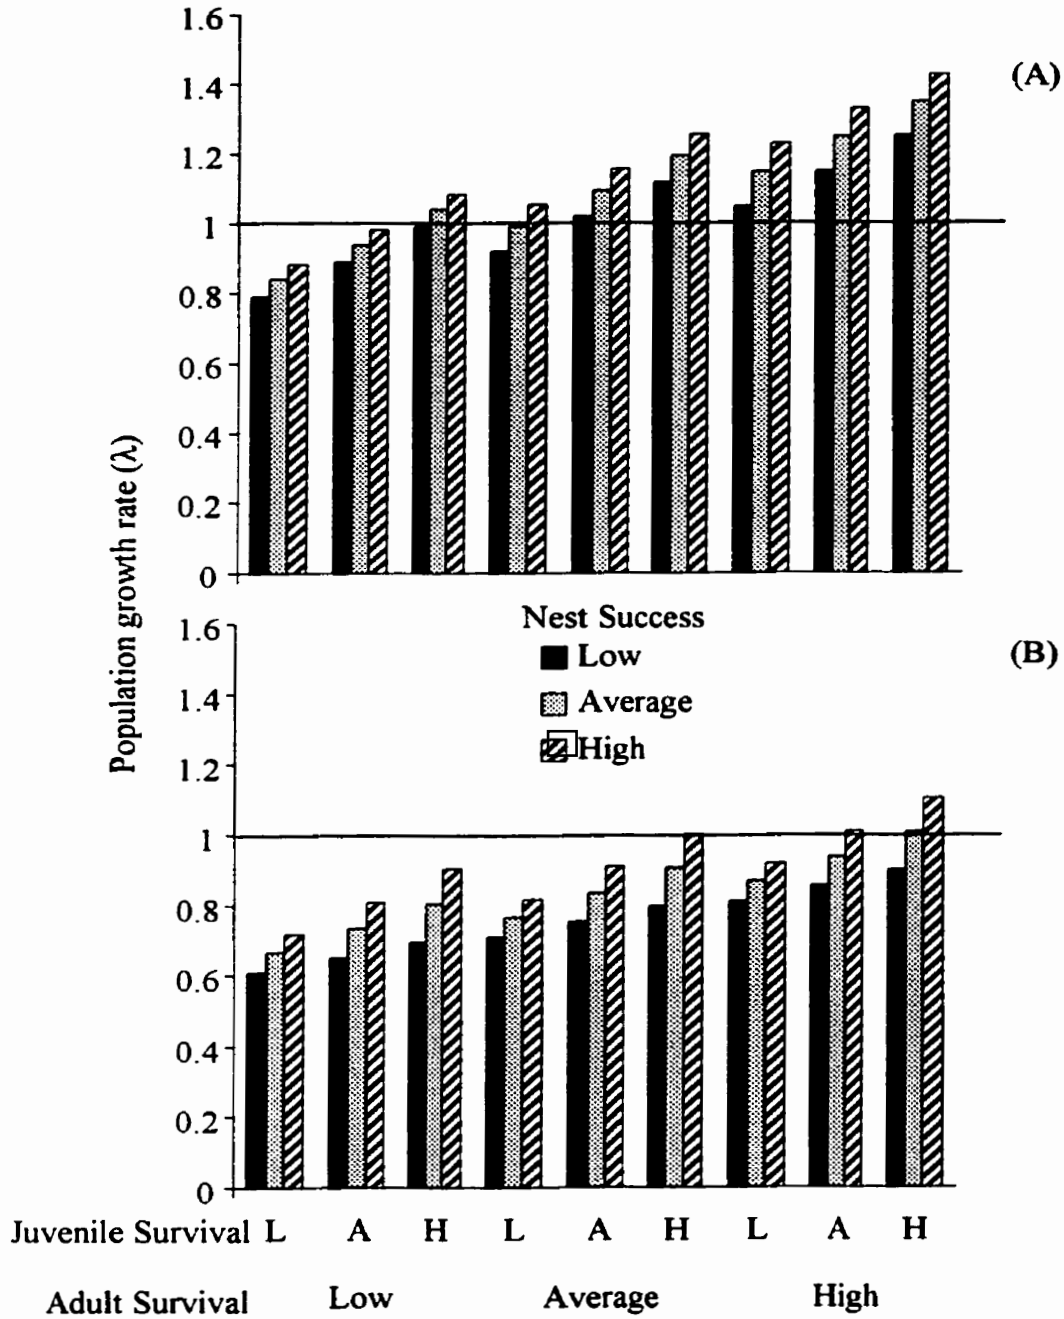 1.6
(A)
1.4
1.2
1
0.8
0.6
0.4
0.2
0
Population growth rate (λ)
Nest Success
Low
Average
High
1.6
(B)
1.4
1.2
1
0.8
0.6
0.4
0.2
0
Juvenile Survival L A H L A H L A H
Adult Survival Low Average High